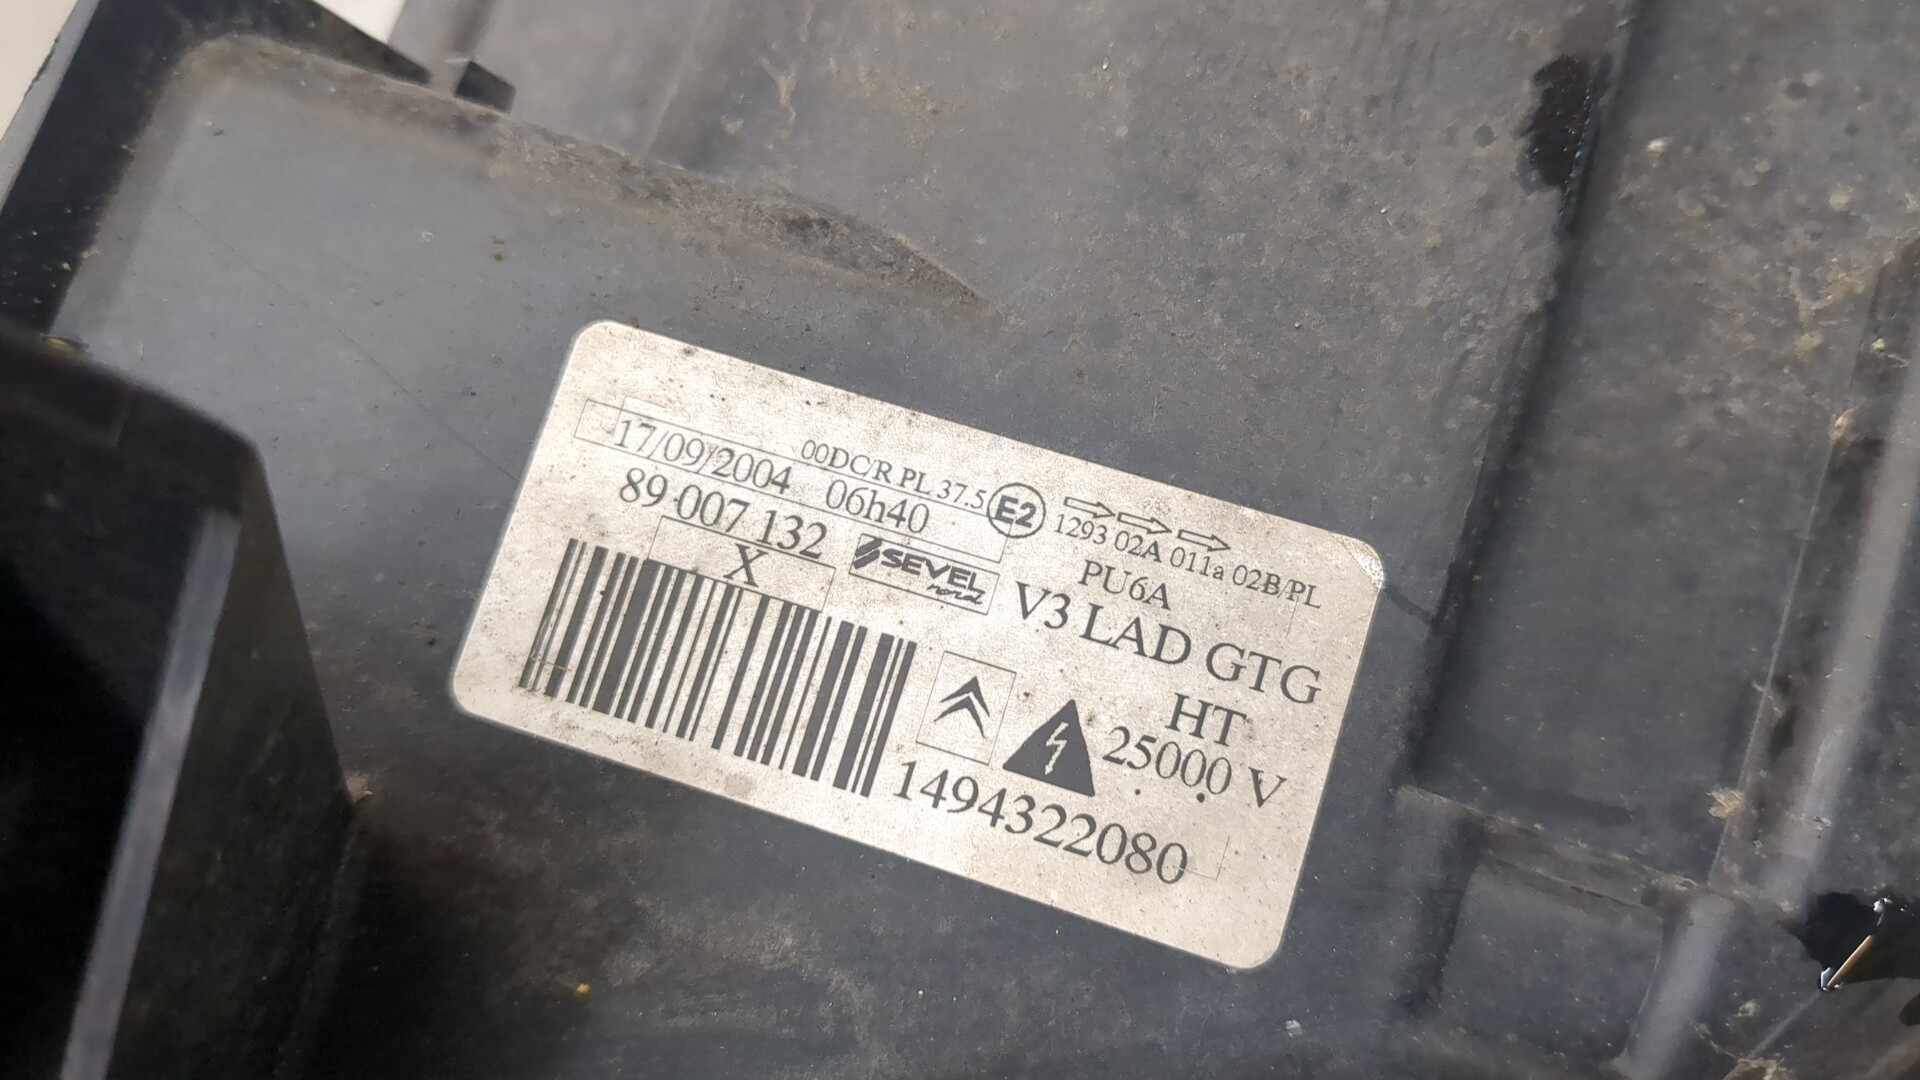 00DC/R PL 37.5 E2 1293 02A 011a 02B/PL
17/09/2004 06h40
PU6A
89 007 132
SEVEL
nord
V3 LAD GTG
X
HT
25000 V
1494322080